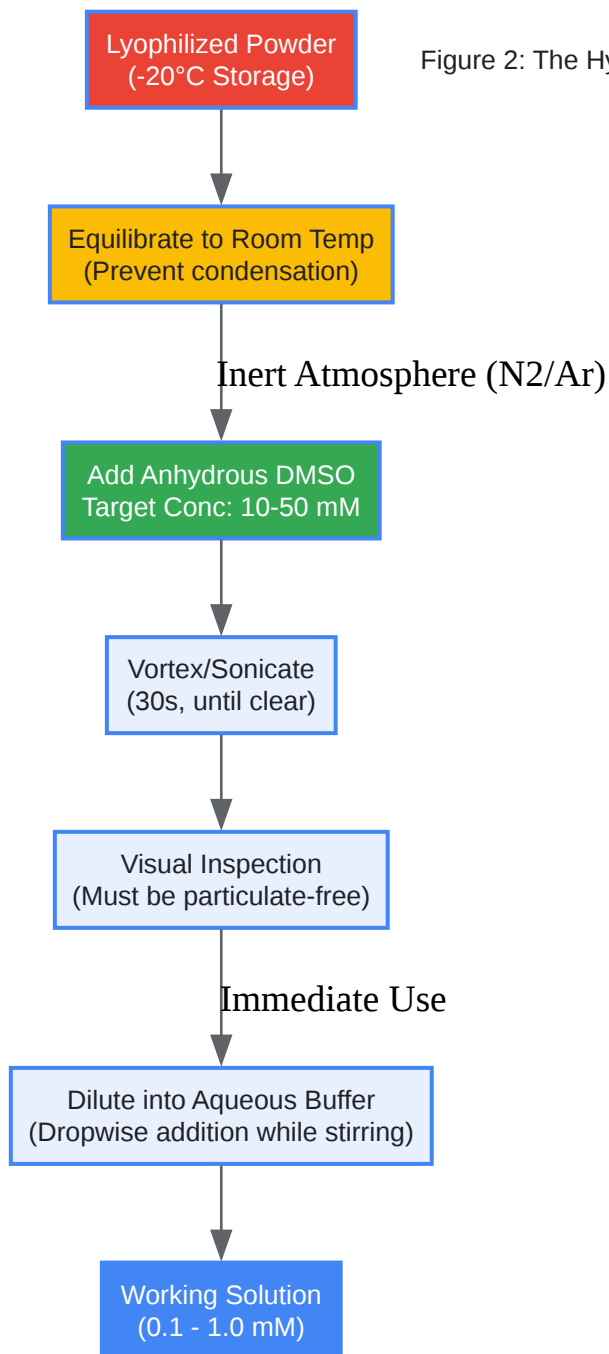 Lyophilized Powder
(-20°C Storage)
Figure 2: The Hy
Equilibrate to Room Temp
(Prevent condensation)
Inert Atmosphere (N2/Ar)
Add Anhydrous DMSO
Target Conc: 10-50 mM
Vortex/Sonicate
(30s, until clear)
Visual Inspection
(Must be particulate-free)
Immediate Use
Dilute into Aqueous Buffer
(Dropwise addition while stirring)
Working Solution
(0.1 - 1.0 mM)